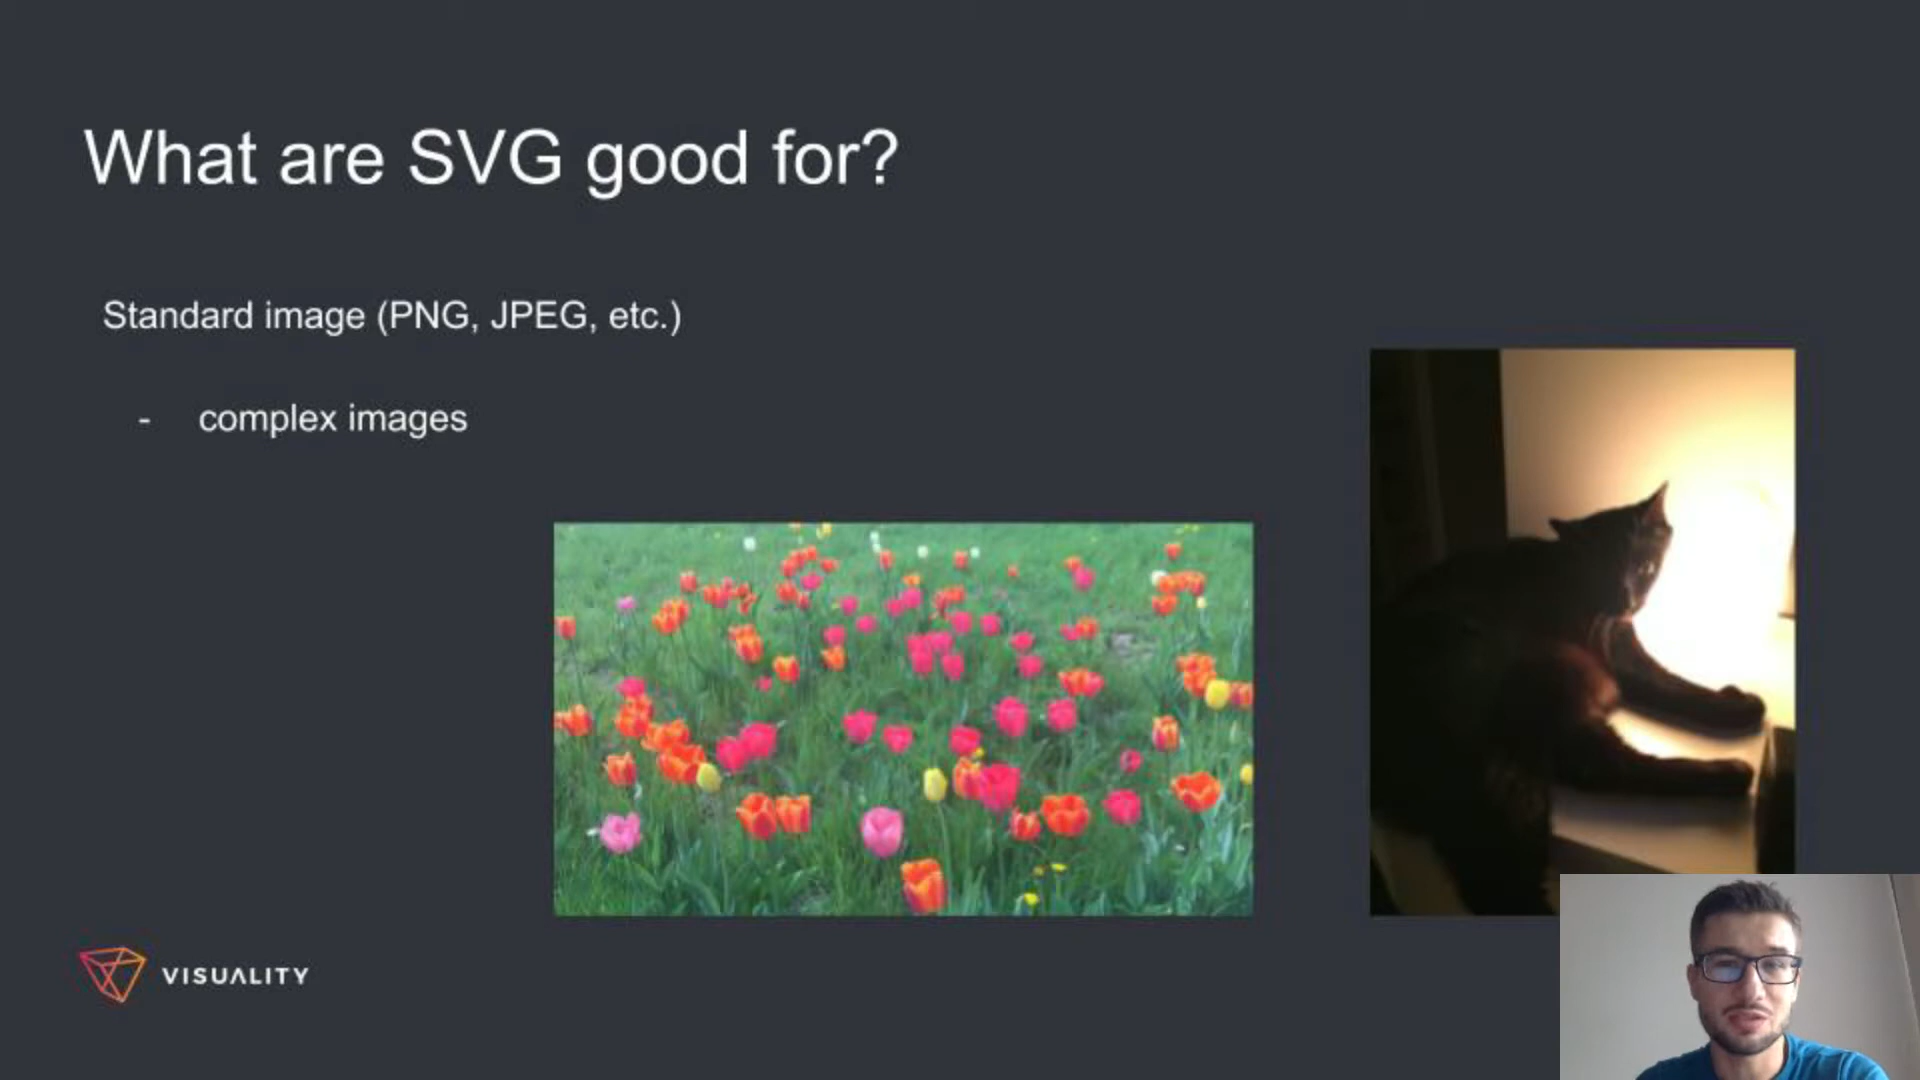 What are SVG good for?
Standard image (PNG, JPEG, etc.)
- complex images
VISUALITY